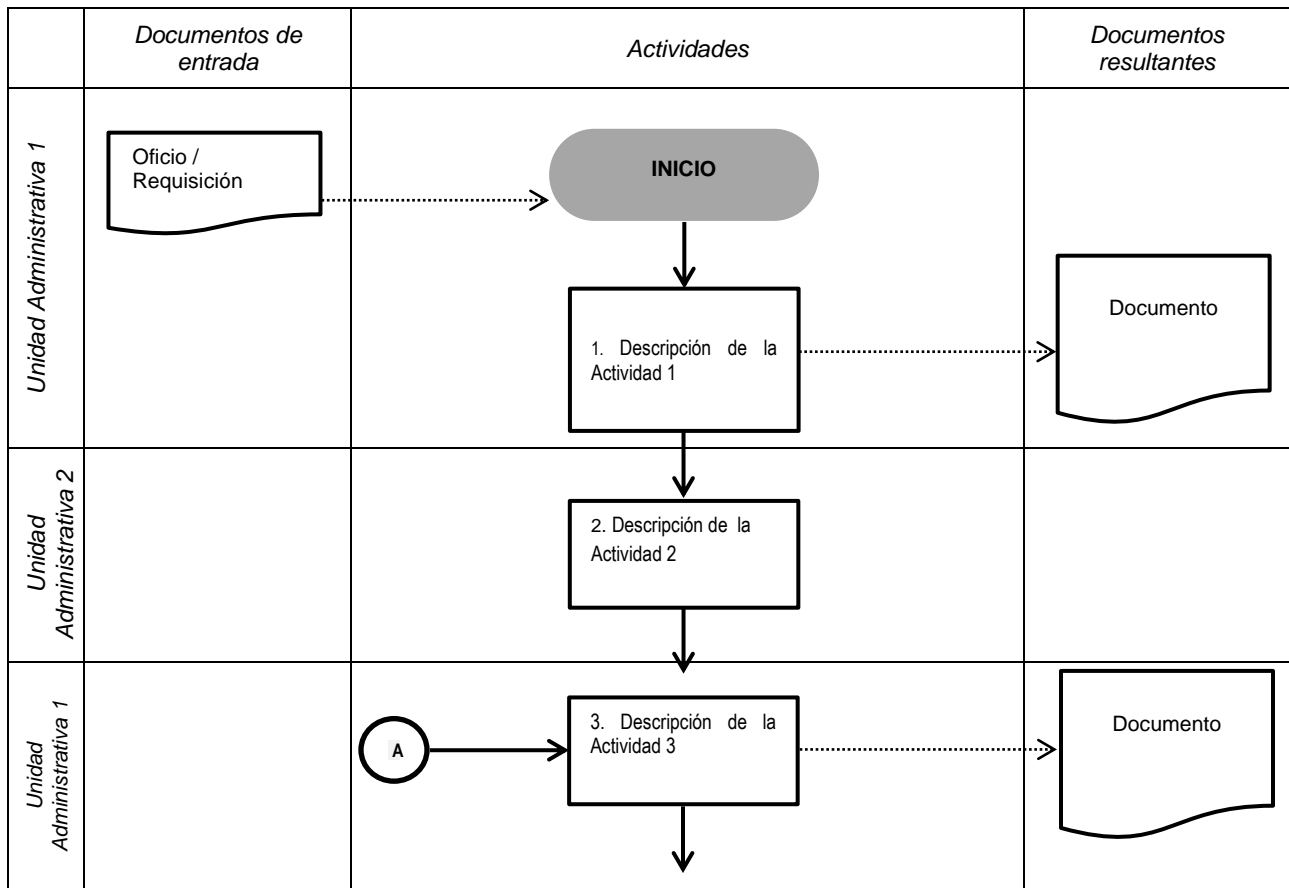 Documentos de
entrada
Actividades
Documentos
resultantes
Unidad Administrativa 1
Oficio /
Requisición
INICIO
1. Descripción de la
Actividad 1
Documento
Unidad
Administrativa 2
2. Descripción de la
Actividad 2
Unidad
Administrativa 1
A
3. Descripción de la
Actividad 3
Documento